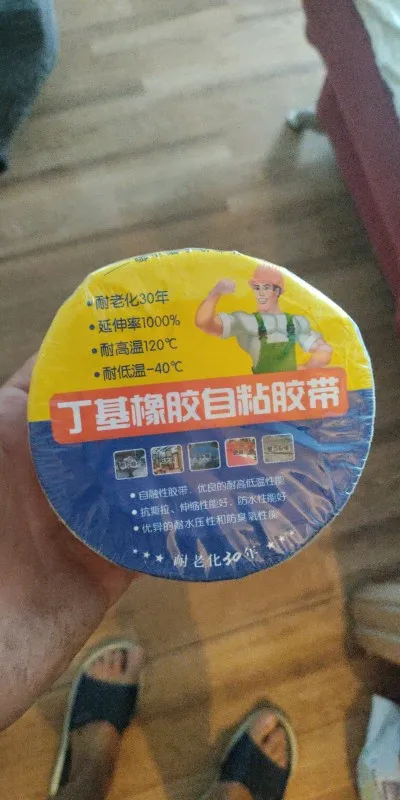 •耐老化30年
•延伸率1000%
•耐高温120℃
•耐低温-40℃
丁基橡胶自粘胶带
•自融性胶带，优良的耐高低温性能
•抗撕拉、伸缩性能好、防水性能好
•优异的耐水压性和防臭氧性能
★★★ 耐老化30年 ★★★